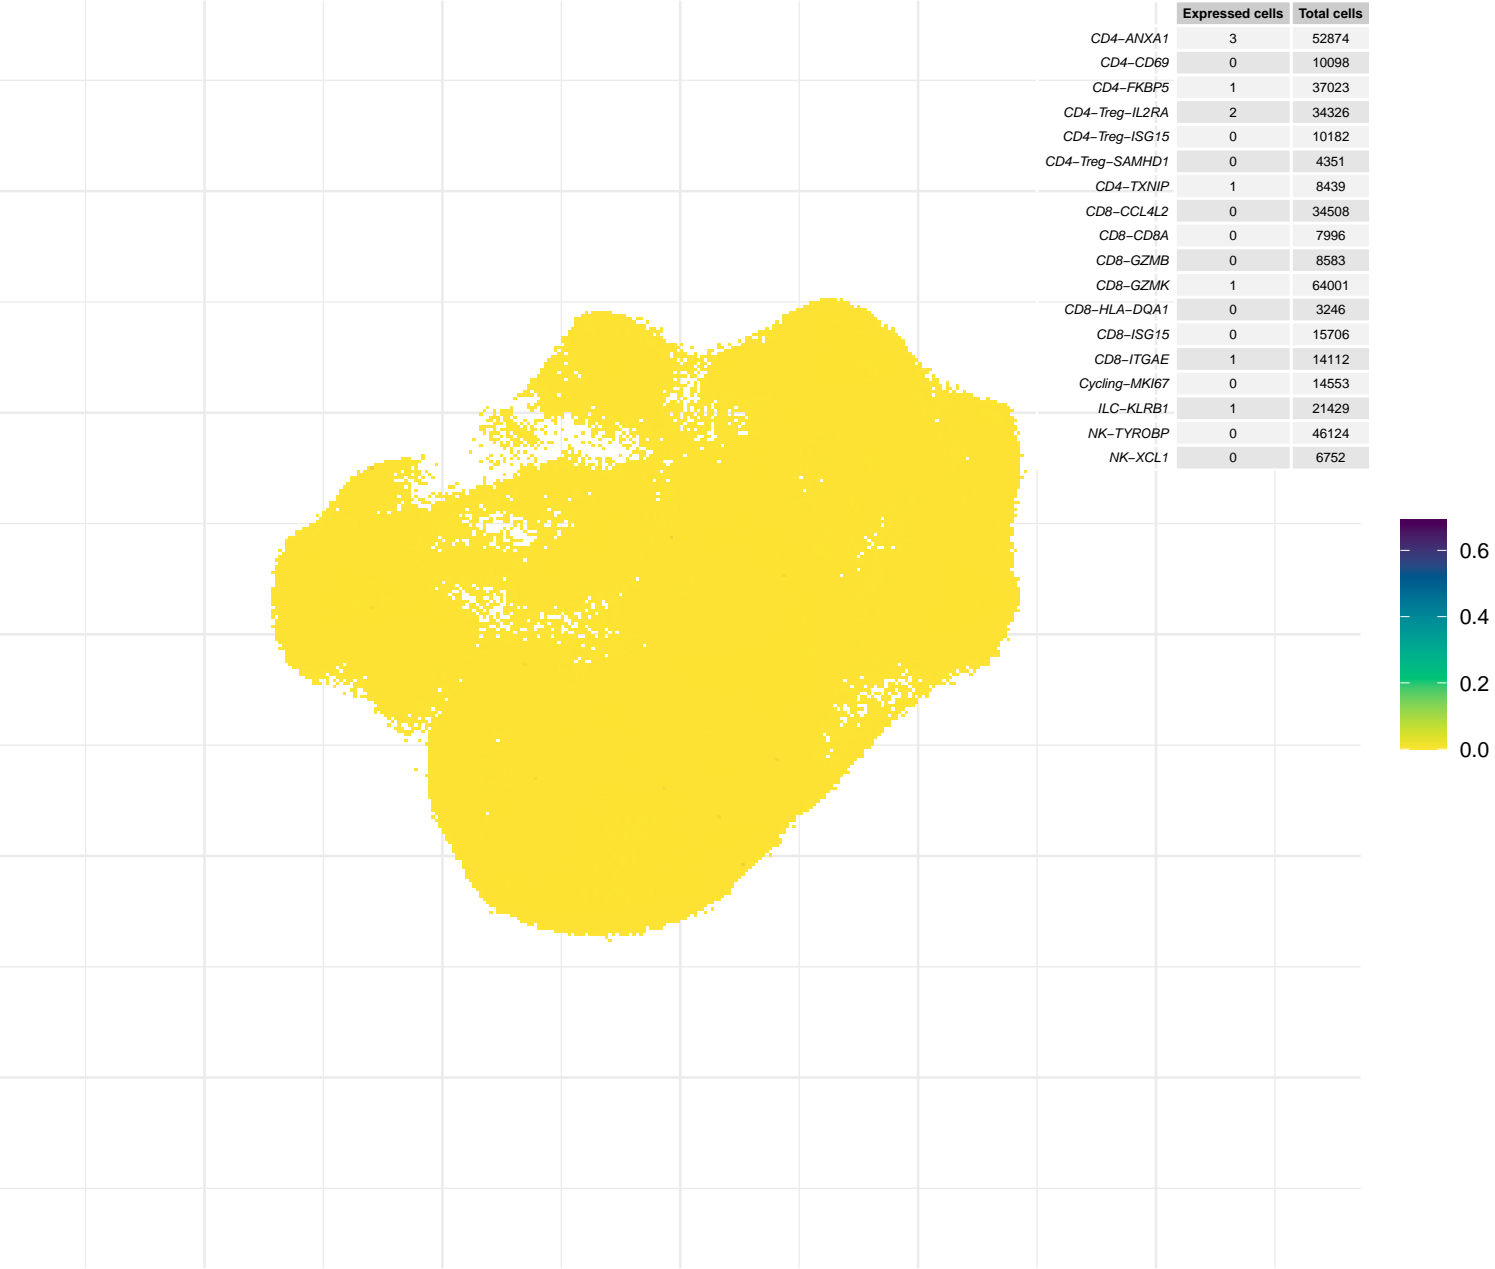 Expressed cells Total cells
CD4−ANXA1 3 52874
CD4−CD69 0 10098
CD4−FKBP5 1 37023
CD4−Treg−IL2RA 2 34326
CD4−Treg−ISG15 0 10182
CD4−Treg−SAMHD1 0 4351
CD4−TXNIP 1 8439
CD8−CCL4L2 0 34508
CD8−CD8A 0 7996
CD8−GZMB 0 8583
CD8−GZMK 1 64001
CD8−HLA−DQA1 0 3246
CD8−ISG15 0 15706
CD8−ITGAE 1 14112
Cycling−MKI67 0 14553
ILC−KLRB1 1 21429
NK−TYROBP 0 46124
NK−XCL1 0 6752
0.6
0.4
0.2
0.0